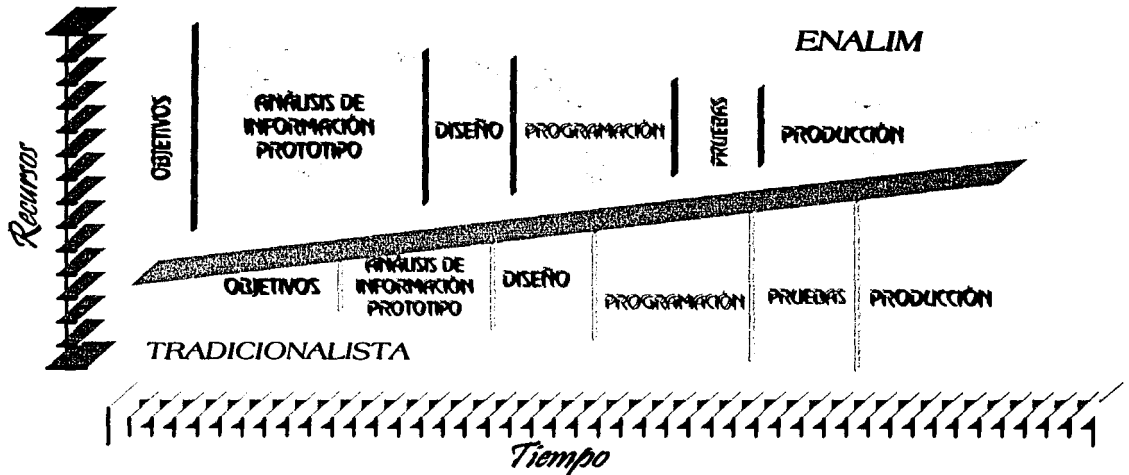 ENALIM
Recursos
OBJETIVOS
ANÁLISIS DE
INFORMACIÓN
PROTOTIPO
DISEÑO
PROGRAMACIÓN
PRUEBAS
PRODUCCIÓN
OBJETIVOS
ANÁLISIS DE
INFORMACIÓN
PROTOTIPO
DISEÑO
PROGRAMACIÓN
PRUEBAS
PRODUCCIÓN
TRADICIONALISTA
Tiempo